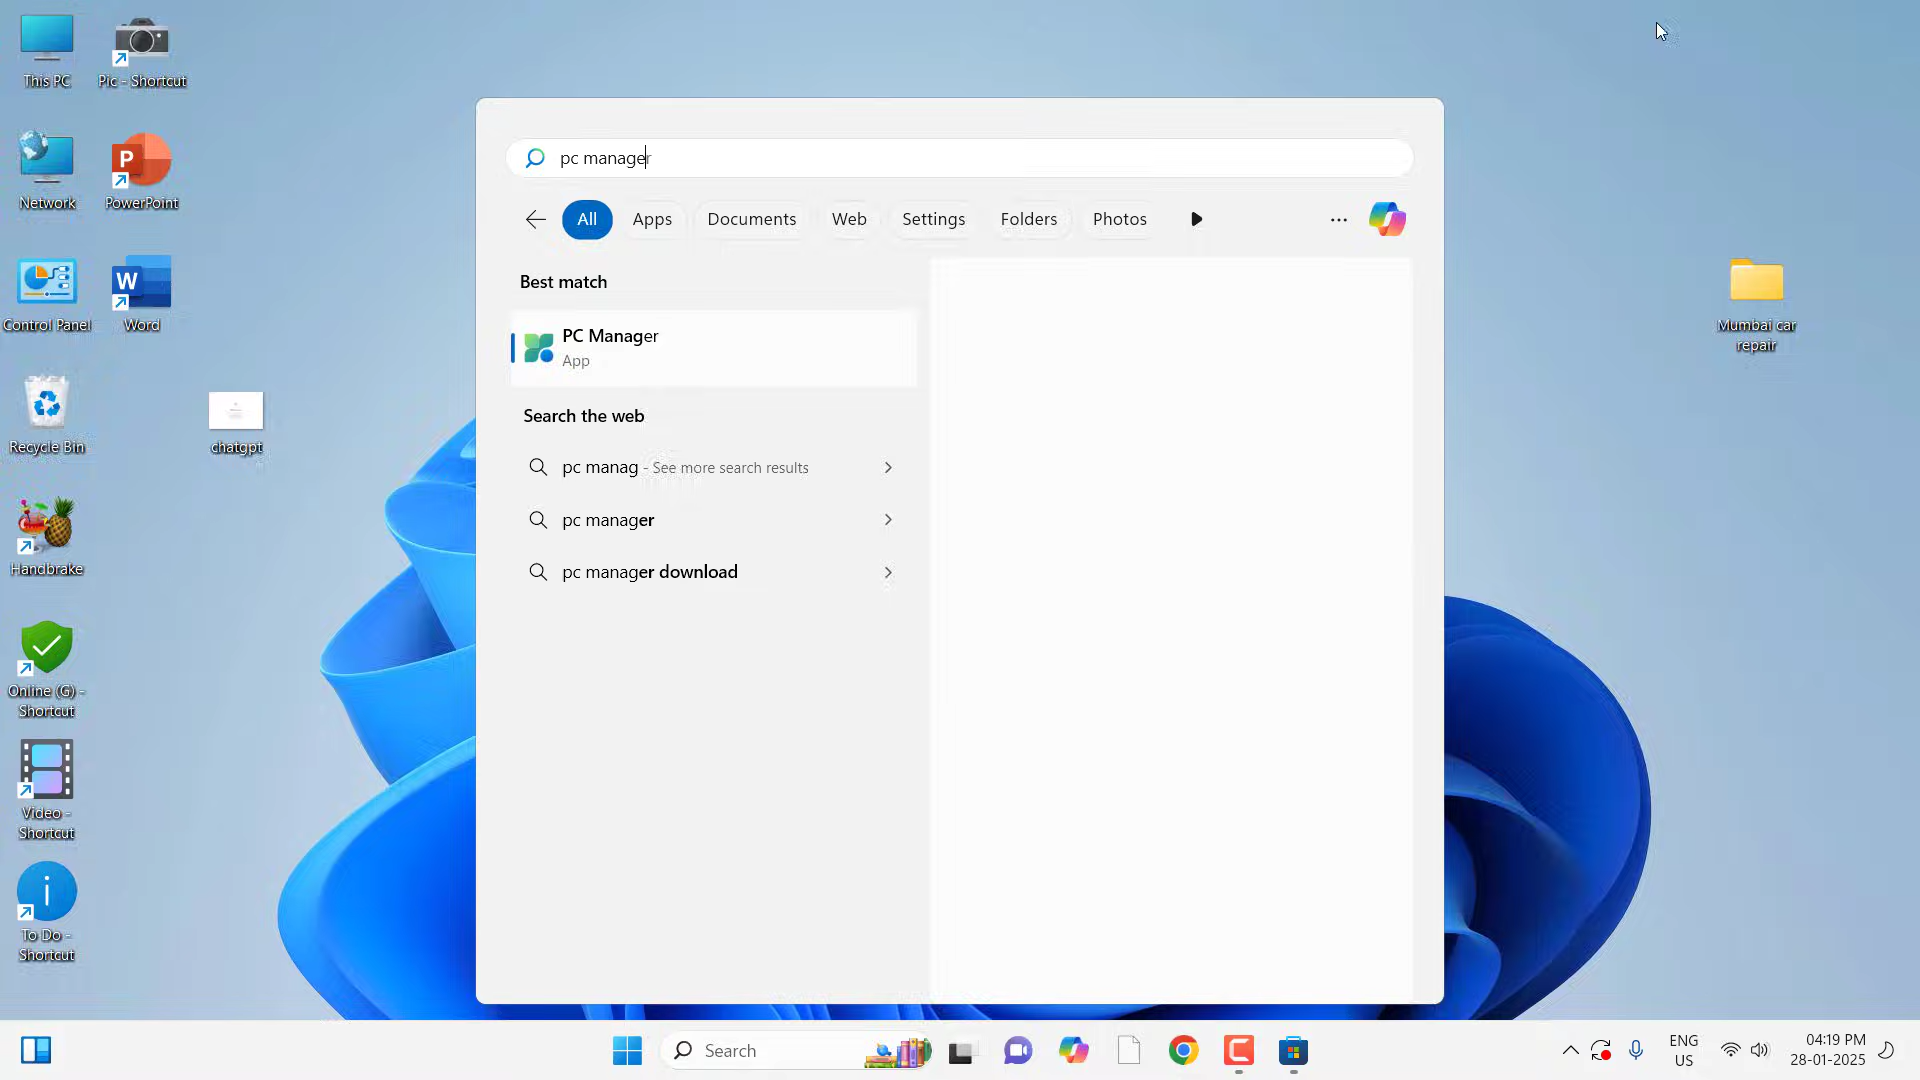 This PC
Pic - Shortcut
Network
PowerPoint
Control Panel
Word
Recycle Bin
chatgpt
Handbrake
Online (G) -
Shortcut
Video -
Shortcut
To Do -
Shortcut
Mumbai car
repair
pc manager
All
Apps
Documents
Web
Settings
Folders
Photos
Best match
PC Manager
App
Search the web
pc manag - See more search results
pc manager
pc manager download
Search
ENG
US
04:19 PM
28-01-2025